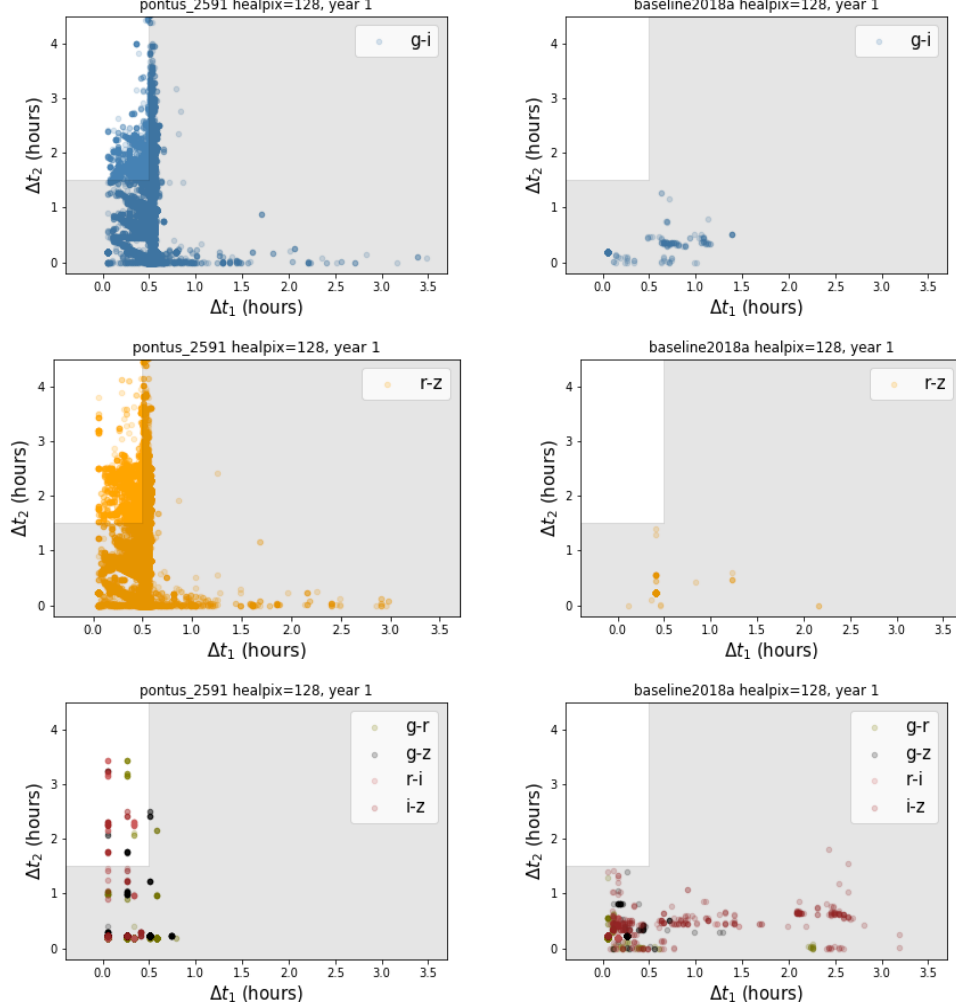 pontus_2591 healpix=128, year 1
baseline2018a healpix=128, year 1
4
3
2
1
0
Δt₂ (hours)
g-i
0.0 0.5 1.0 1.5 2.0 2.5 3.0 3.5
Δt₁ (hours)
4
3
2
1
0
Δt₂ (hours)
g-i
0.0 0.5 1.0 1.5 2.0 2.5 3.0 3.5
Δt₁ (hours)
pontus_2591 healpix=128, year 1
baseline2018a healpix=128, year 1
4
3
2
1
0
Δt₂ (hours)
r-z
0.0 0.5 1.0 1.5 2.0 2.5 3.0 3.5
Δt₁ (hours)
4
3
2
1
0
Δt₂ (hours)
r-z
0.0 0.5 1.0 1.5 2.0 2.5 3.0 3.5
Δt₁ (hours)
pontus_2591 healpix=128, year 1
baseline2018a healpix=128, year 1
4
3
2
1
0
Δt₂ (hours)
g-r
g-z
r-i
i-z
0.0 0.5 1.0 1.5 2.0 2.5 3.0 3.5
Δt₁ (hours)
4
3
2
1
0
Δt₂ (hours)
g-r
g-z
r-i
i-z
0.0 0.5 1.0 1.5 2.0 2.5 3.0 3.5
Δt₁ (hours)